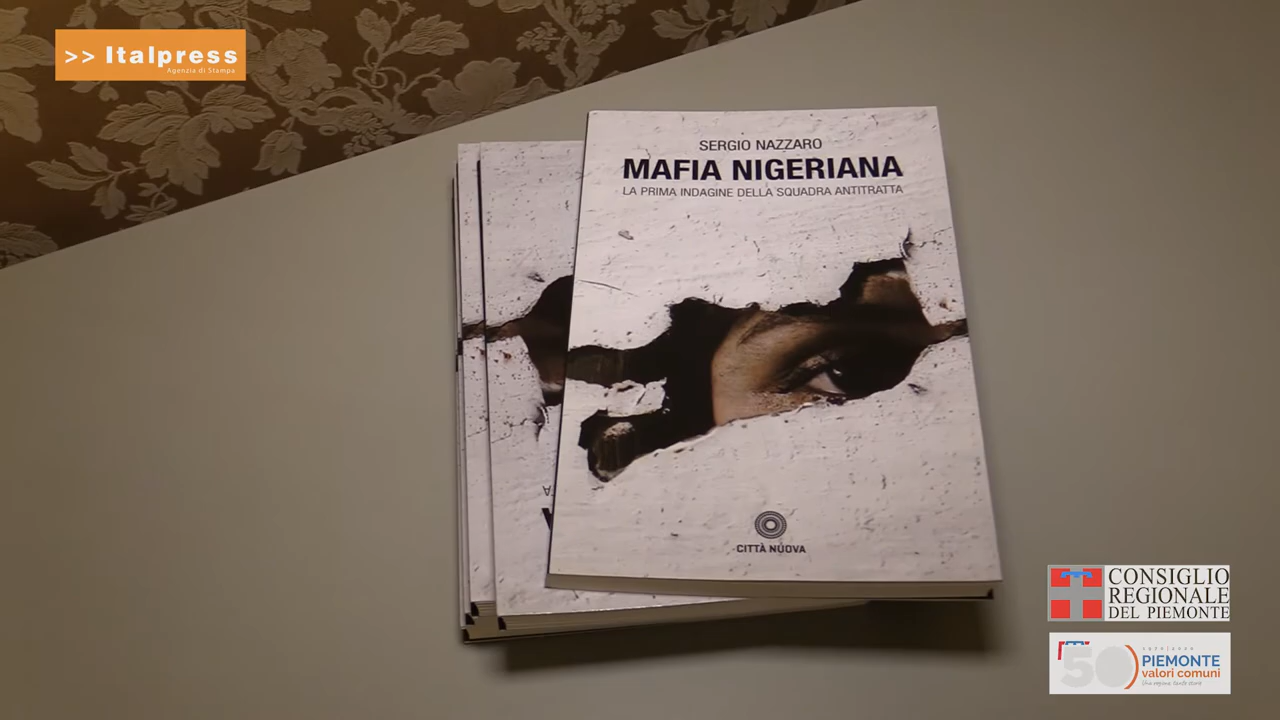 >> Italpress
Agenzia di Stampa
SERGIO NAZZARO
MAFIA NIGERIANA
LA PRIMA INDAGINE DELLA SQUADRA ANTITRATTA
CITTÀ NUOVA
CONSIGLIO
REGIONALE
DEL PIEMONTE
50
PIEMONTE
valori comuni